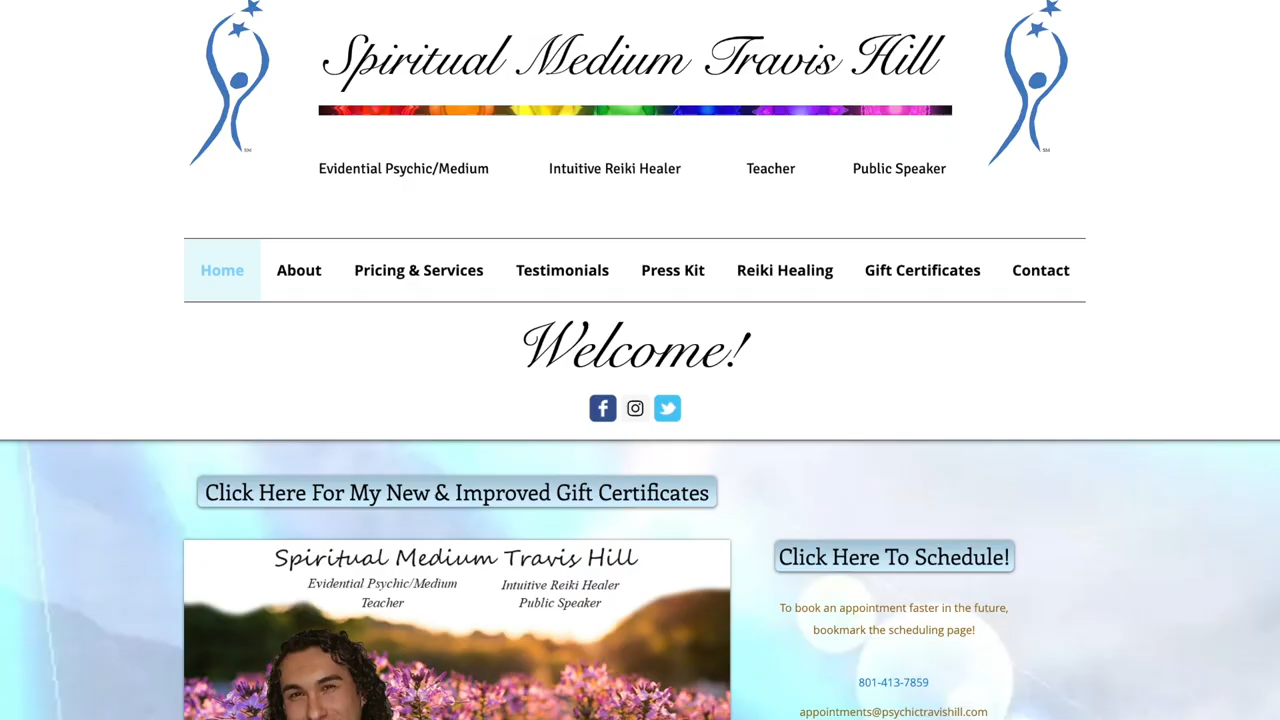 Spiritual Medium Travis Hill
SM
SM
Evidential Psychic/Medium Intuitive Reiki Healer Teacher Public Speaker
Home About Pricing & Services Testimonials Press Kit Reiki Healing Gift Certificates Contact
Welcome!
Click Here For My New & Improved Gift Certificates
Spiritual Medium Travis Hill
Evidential Psychic/Medium Intuitive Reiki Healer
Teacher Public Speaker
Click Here To Schedule!
To book an appointment faster in the future,
bookmark the scheduling page!
801-413-7859
appointments@psychictravishill.com